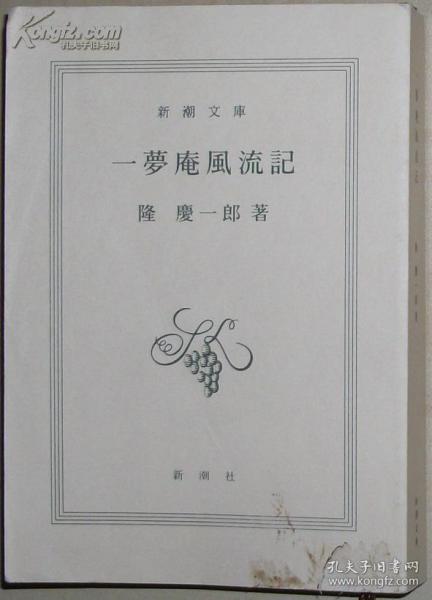 Kongfz.com
孔夫子旧书网
新潮文庫
一夢庵風流記
隆 慶一郎著
新潮社
孔夫子旧书网
www.kongfz.com